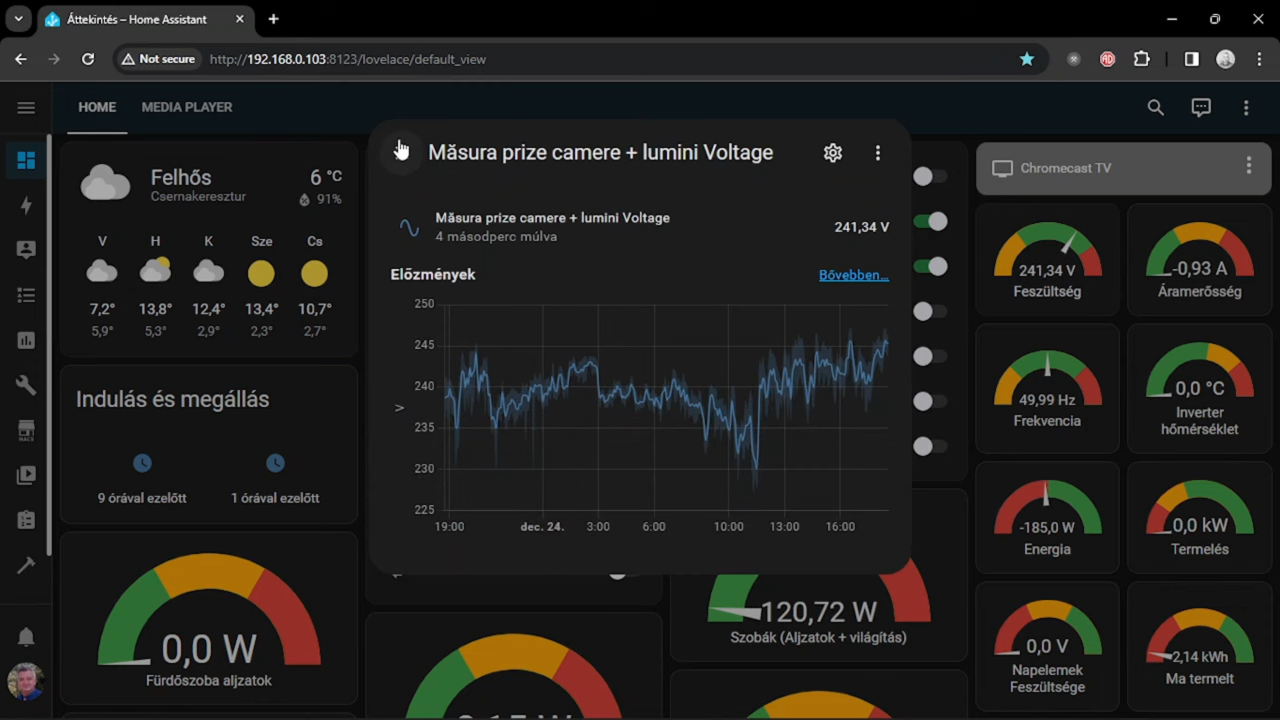 Áttekintés – Home Assistant
Not secure
http://192.168.0.103:8123/lovelace/default_view
HOME
MEDIA PLAYER
Felhős
Csernakeresztur
6 °C
91%
V
H
K
Sze
Cs
7,2°
13,8°
12,4°
13,4°
10,7°
5,9°
5,3°
2,9°
2,3°
2,7°
Indulás és megállás
9 órával ezelőtt
1 órával ezelőtt
0,0 W
Fürdőszoba aljzatok
Măsura prize camere + lumini Voltage
Măsura prize camere + lumini Voltage
4 másodperc múlva
241,34 V
Előzmények
Bővebben…
V
250
245
240
235
230
225
19:00
dec. 24.
3:00
6:00
10:00
13:00
16:00
120,72 W
Szobák (Aljzatok + világítás)
Chromecast TV
241,34 V
Feszültség
-0,93 A
Áramerősség
49,99 Hz
Frekvencia
0,0 °C
Inverter
hőmérséklet
-185,0 W
Energia
0,0 kW
Termelés
0,0 V
Napelemek
Feszültsége
2,14 kWh
Ma termelt
HACS